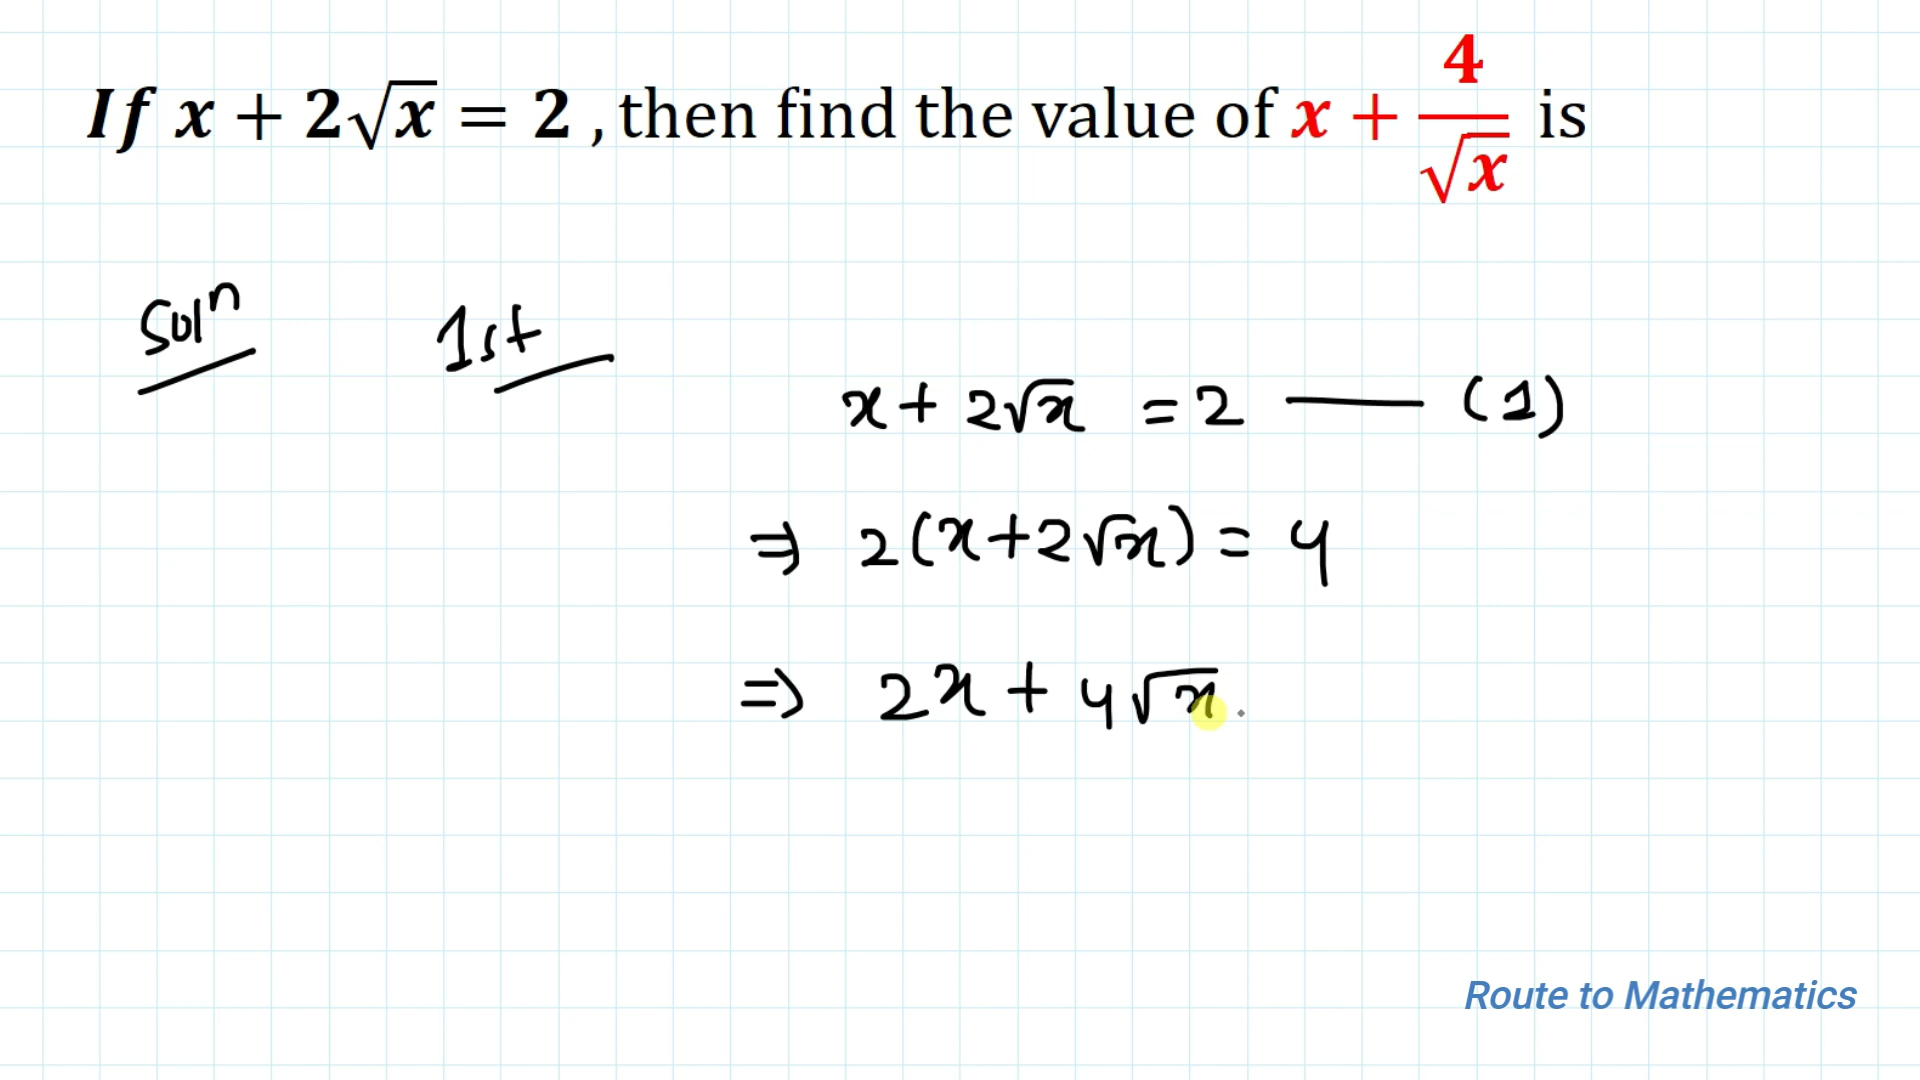 If x + 2√x = 2 , then find the value of x + 4/√x is
Solⁿ 1st
x + 2√x = 2 —— (1)
⇒ 2(x+2√x) = 4
⇒ 2x + 4√x
Route to Mathematics